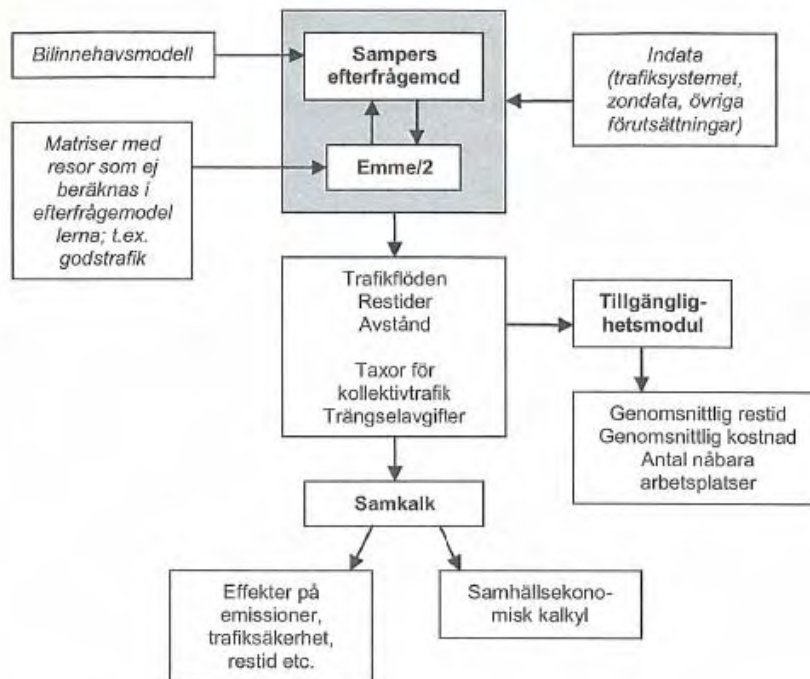 Bilinnehavsmodell
Sampers
efterfrågemod
Indata
(trafiksystemet,
zondata, övriga
förutsättningar)
Matriser med
resor som ej
beräknas i
efterfrågemodel
lerna; t.ex.
godstrafik
Emme/2
Trafikflöden
Restider
Avstånd
Taxor för
kollektivtrafik
Trängselavgifter
Tillgänglig-
hetsmodul
Genomsnittlig restid
Genomsnittlig kostnad
Antal nåbara
arbetsplatser
Samkalk
Effekter på
emissioner,
trafiksäkerhet,
restid etc.
Samhällsekono-
misk kalkyl